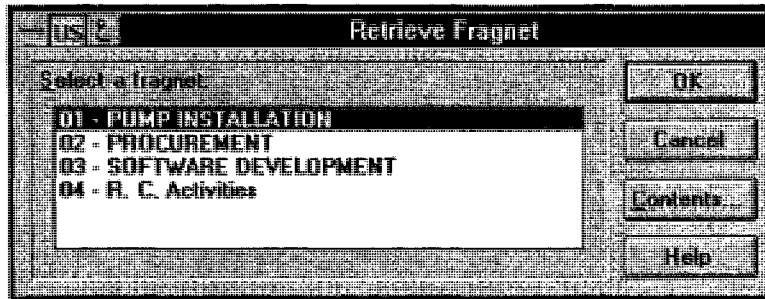 Retrieve Fragnet
Select a fragnet:
01 - PUMP INSTALLATION
02 - PROCUREMENT
03 - SOFTWARE DEVELOPMENT
04 - R. C. Activities
OK
Cancel
Contents...
Help